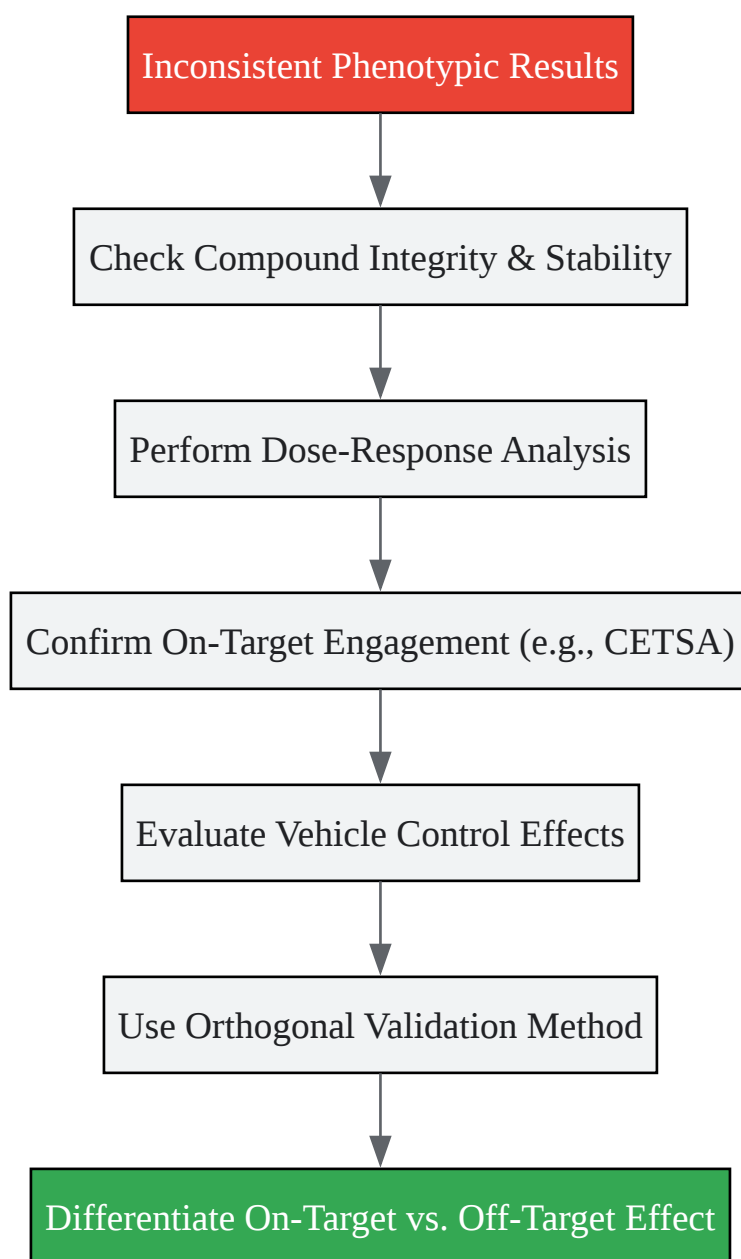 Inconsistent Phenotypic Results
Check Compound Integrity & Stability
Perform Dose-Response Analysis
Confirm On-Target Engagement (e.g., CETSA)
Evaluate Vehicle Control Effects
Use Orthogonal Validation Method
Differentiate On-Target vs. Off-Target Effect